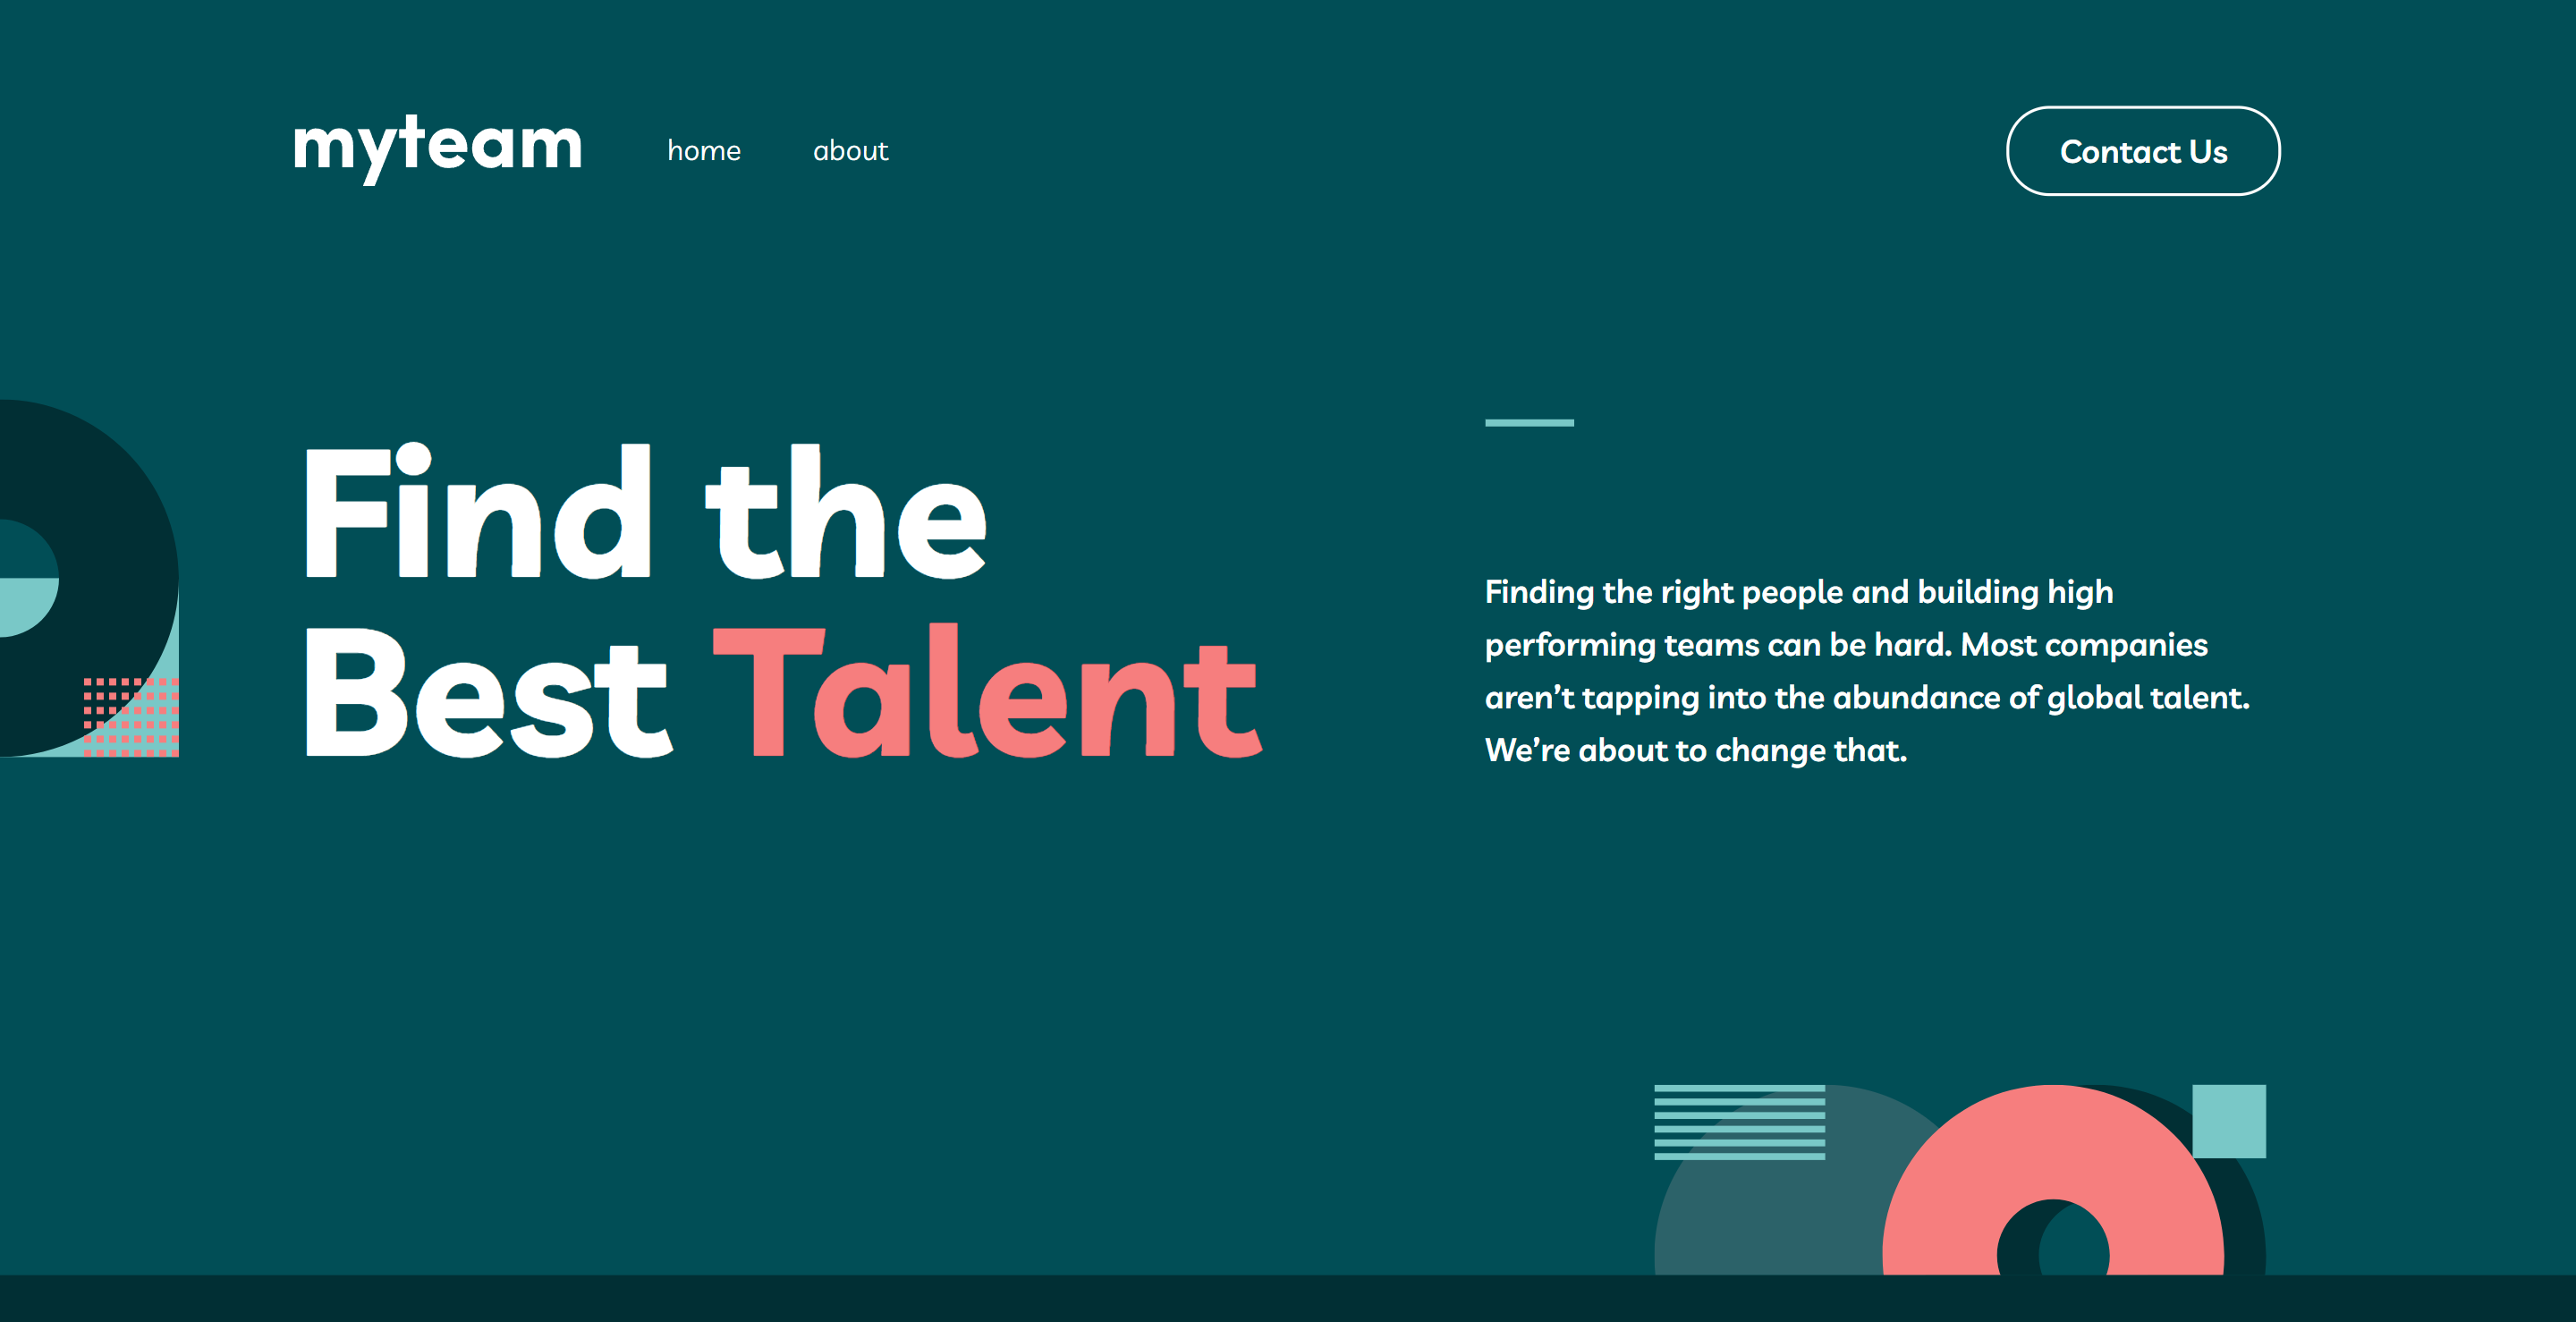 myteam
home
about
Contact Us
Find the
Best Talent
Finding the right people and building high
performing teams can be hard. Most companies
aren’t tapping into the abundance of global talent.
We’re about to change that.